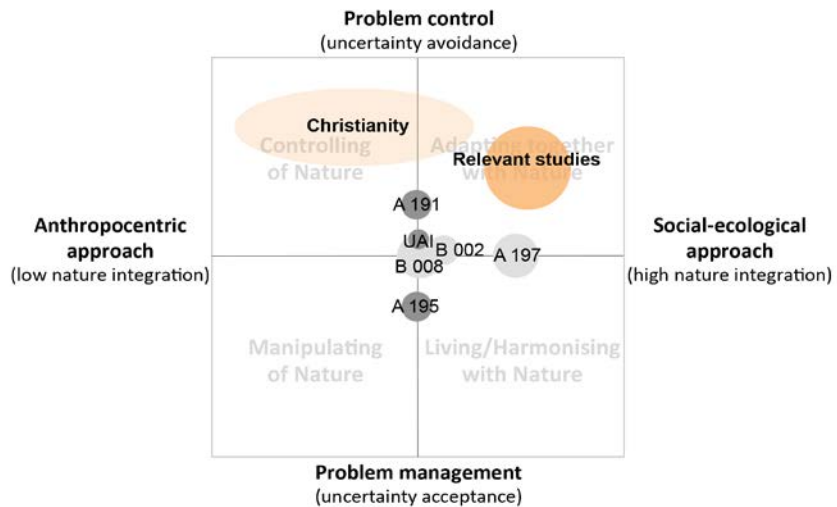 Problem control
(uncertainty avoidance)
Christianity
Controlling
of Nature
Adapting together
with Nature
Relevant studies
A 191
Anthropocentric
approach
(low nature integration)
UAI
B 002
B 008
A 197
Social-ecological
approach
(high nature integration)
A 195
Manipulating
of Nature
Living/Harmonising
with Nature
Problem management
(uncertainty acceptance)